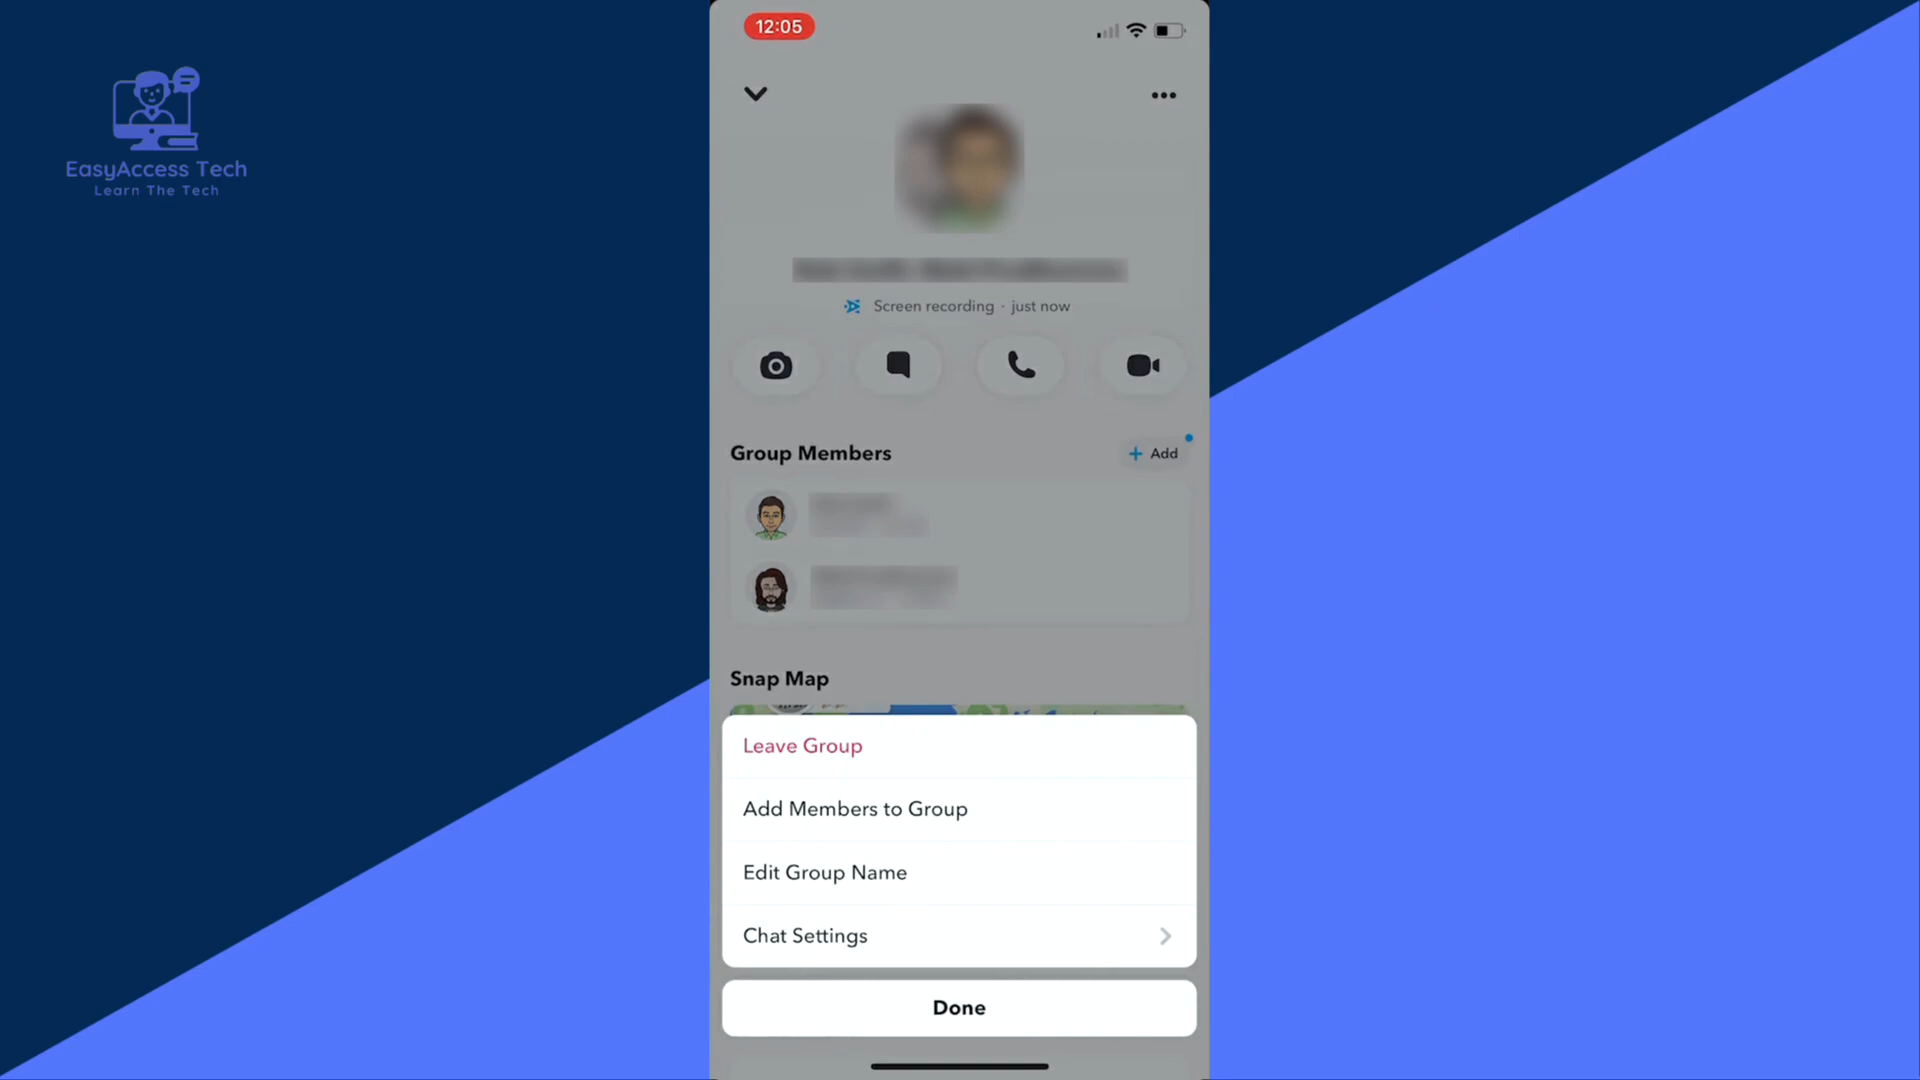 12:05
EasyAccess Tech
Learn The Tech
Screen recording · just now
Group Members
+ Add
Snap Map
Leave Group
Add Members to Group
Edit Group Name
Chat Settings
Done